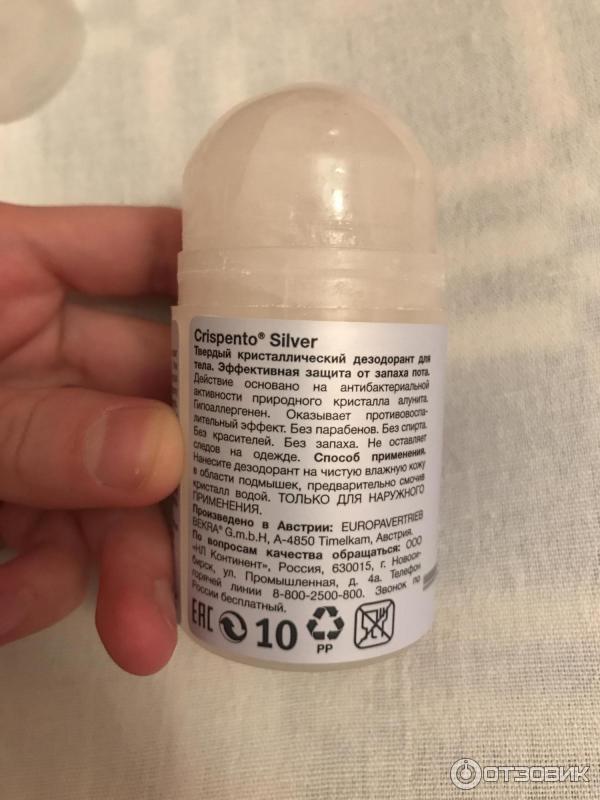 Crispento® Silver
Твердый кристаллический дезодорант для
тела. Эффективная защита от запаха пота.
Действие основано на антибактериальной
активности природного кристалла алунита.
Гипоаллергенен. Оказывает противовоспа-
лительный эффект. Без парабенов. Без спирта.
Без красителей. Без запаха. Не оставляет
следов на одежде. Способ применения.
Нанесите дезодорант на чистую влажную кожу
в области подмышек, предварительно смочив
кристалл водой. ТОЛЬКО ДЛЯ НАРУЖНОГО
ПРИМЕНЕНИЯ.
Произведено в Австрии: EUROPAVERTRIEB
BEKRA® G.m.b.H, A-4850 Timelkam, Австрия.
По вопросам качества обращаться: ООО
«НЛ Континент», Россия, 630015, г. Новоси-
бирск, ул. Промышленная, д. 4а. Телефон
горячей линии 8-800-2500-800. Звонок по
России бесплатный.
EAC 10
PP
ОТЗОВИК